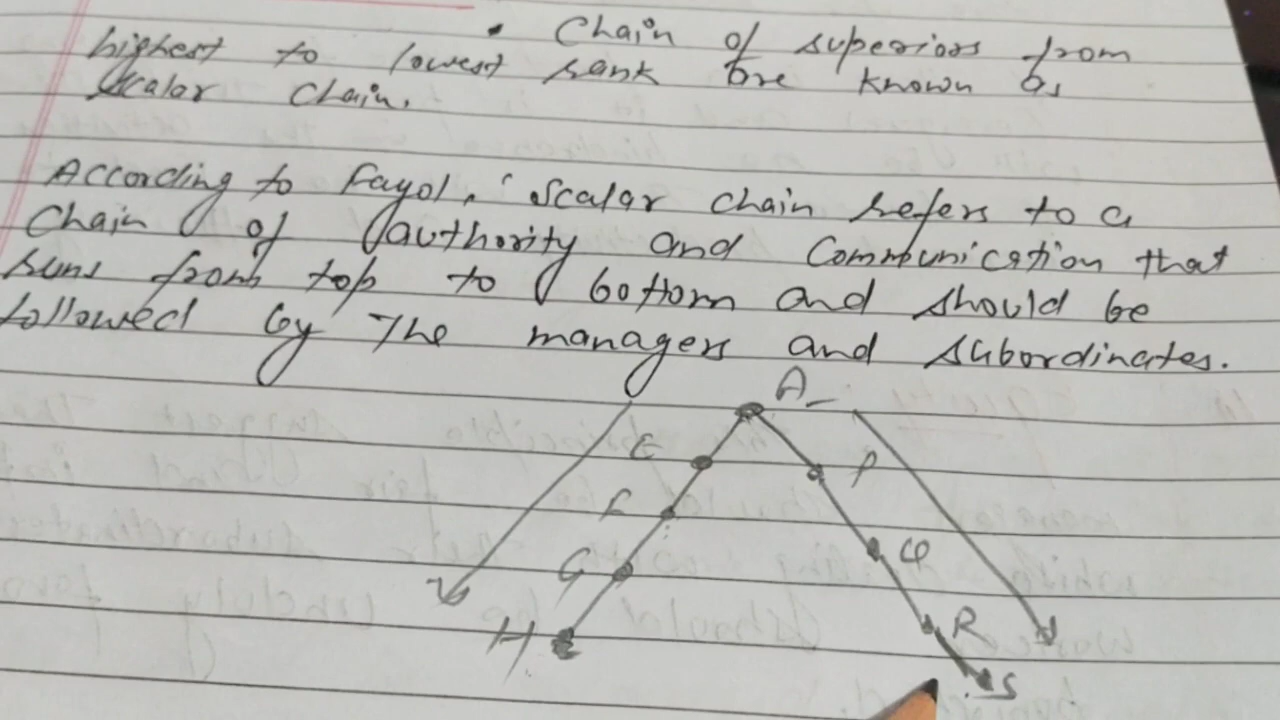 • Chain of superiors from
highest to lowest rank are known as
Scalar Chain.
According to Fayol, 'Scalar chain refers to a
Chain of authority and Communication that
runs from top to bottom and should be
followed by The managers and subordinates.
A
E P
F
G Q
H R
S